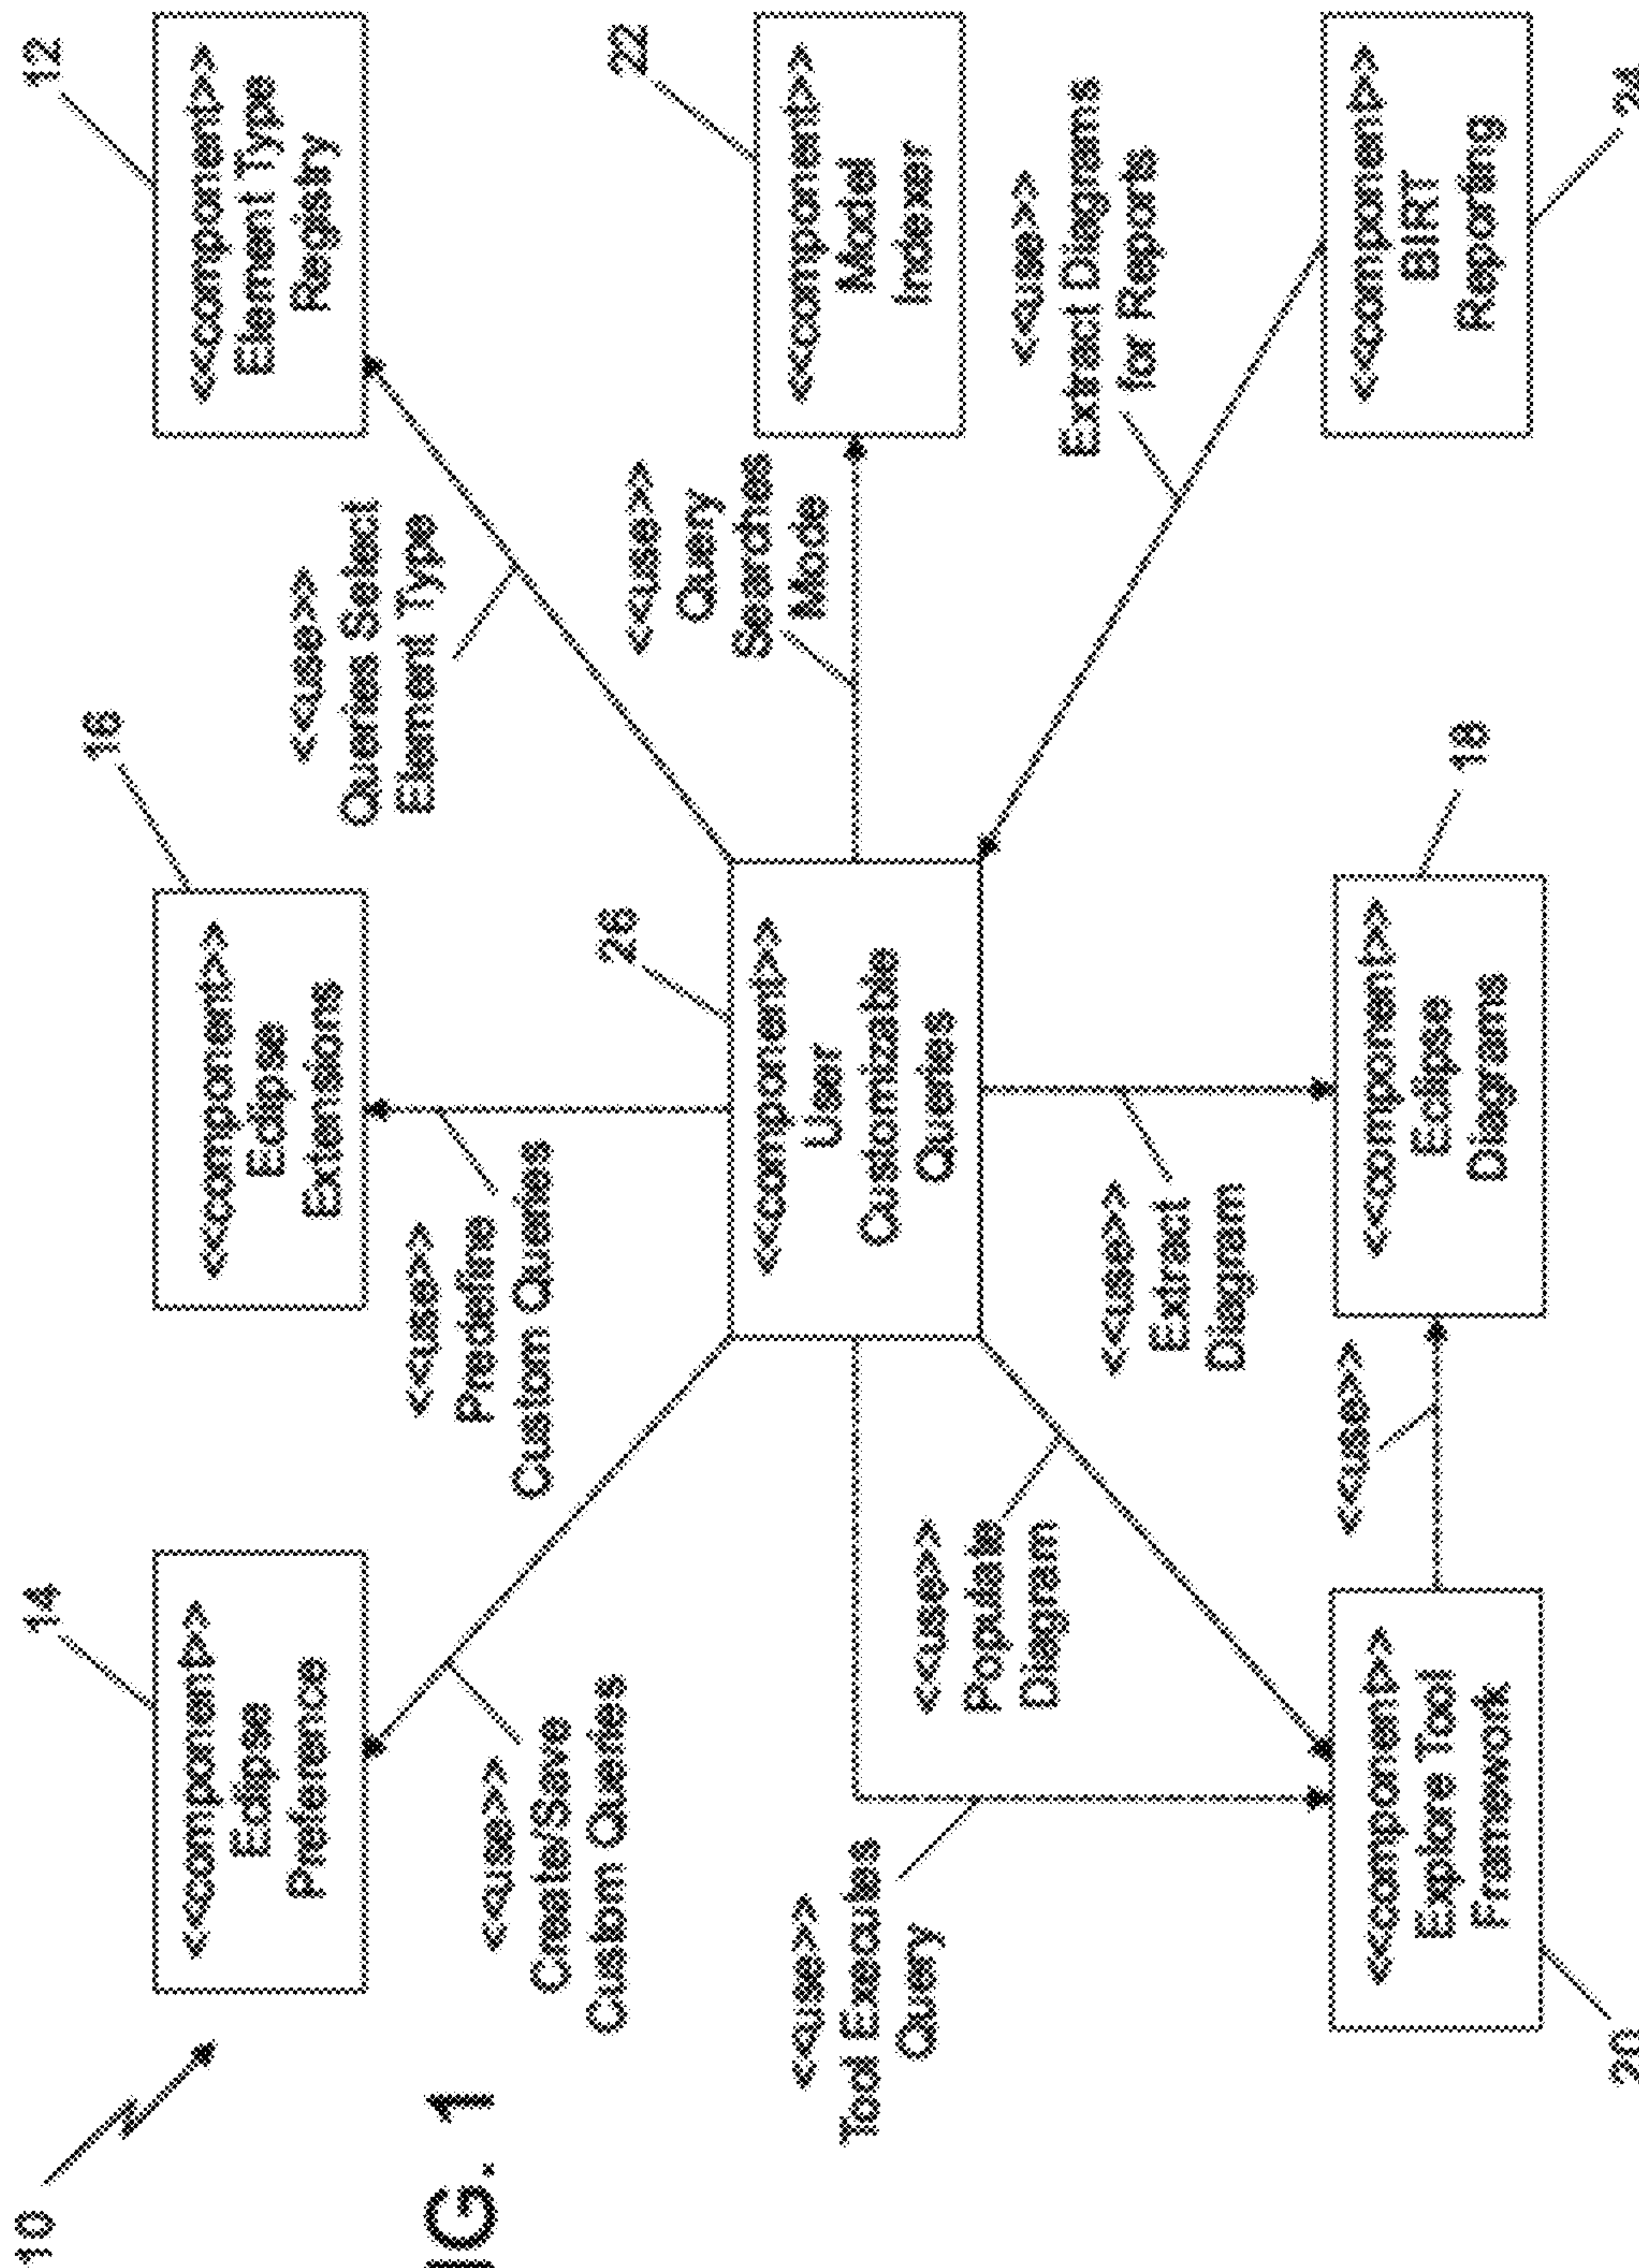 10
14
<<component>>
Eclipse
Preference
16
<<component>>
Eclipse
Extensions
12
<<component>>
Element Type
Registry
<<use>>
Create/Save
Custom Queries
<<use>>
Predefine
Custom Queries
<<use>>
Queries Select
Element Type
IG. 1
26
<<component>>
User
Customizable
Queries
<<use>>
Query
Searches
Mode
22
<<component>>
Model
Indexer
<<use>>
Tool Executes
Query
<<use>>
Populate
Diagram
<<use>>
Extract
Diagram
<<use>>
Extract Diagrams
for Reports
<<component>>
Explore Tool
Framework
20
<<use>>
<<component>>
Eclipse
Diagrams
18
<<component>>
BIRT
Reporting
24